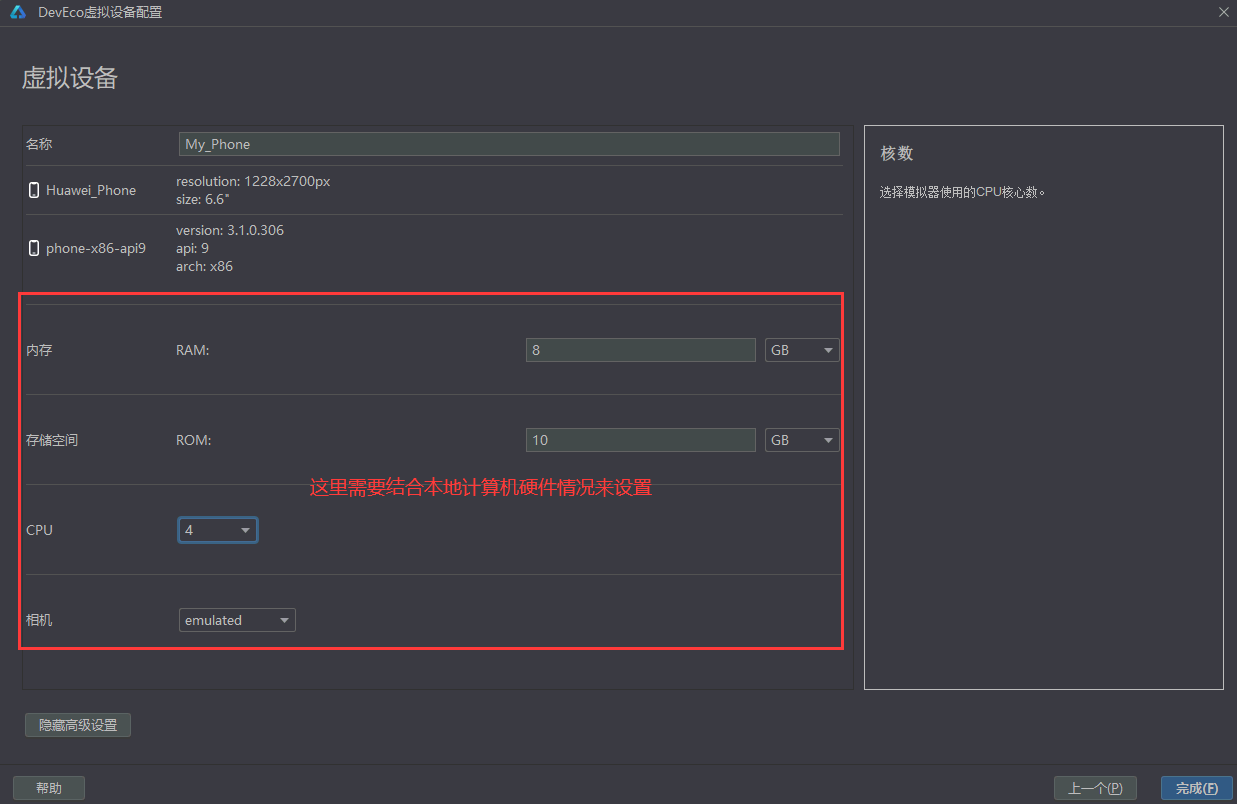 DevEco虚拟设备配置
虚拟设备
名称
My_Phone
Huawei_Phone
resolution: 1228x2700px
size: 6.6"
phone-x86-api9
version: 3.1.0.306
api: 9
arch: x86
内存
RAM:
8
GB
存储空间
ROM:
10
GB
这里需要结合本地计算机硬件情况来设置
CPU
4
相机
emulated
核数
选择模拟器使用的CPU核心数。
隐藏高级设置
帮助
上一个(P)
完成(F)